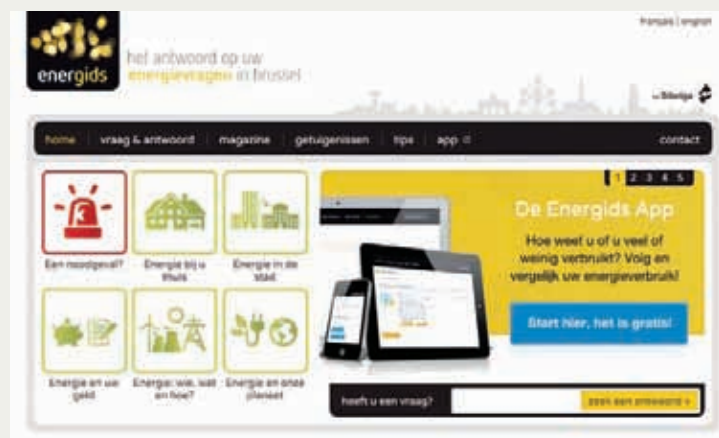 français | english
energids
het antwoord op uw
energievragen in brussel
Sibelga
home | vraag & antwoord | magazine | getuigenissen | tips | app | contact
1 2 3 4 5
De Energids App
Hoe weet u of u veel of
weinig verbruikt? Volg en
vergelijk uw energieverbruik!
Start hier, het is gratis!
Een noodgeval?
Energie bij u
thuis
Energie in de
stad
Energie en uw
geld
Energie: wie, wat
en hoe?
Energie en onze
planeet
heeft u een vraag?
zoek een antwoord »